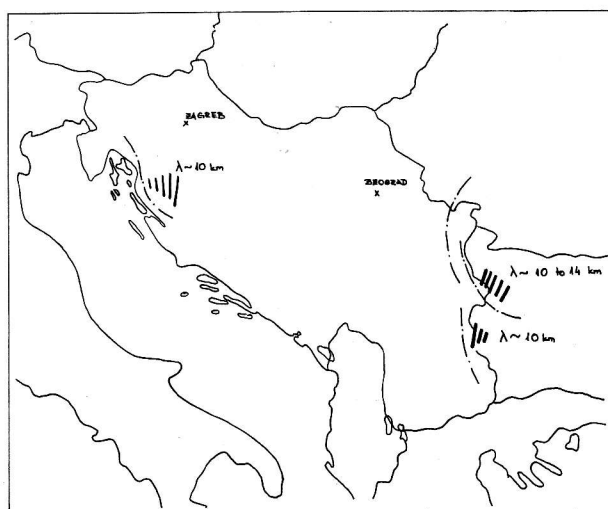 ZAGREB
x
λ ~ 10 km
BEOGRAD
x
λ ~ 10 to 14 km
λ ~ 10 km